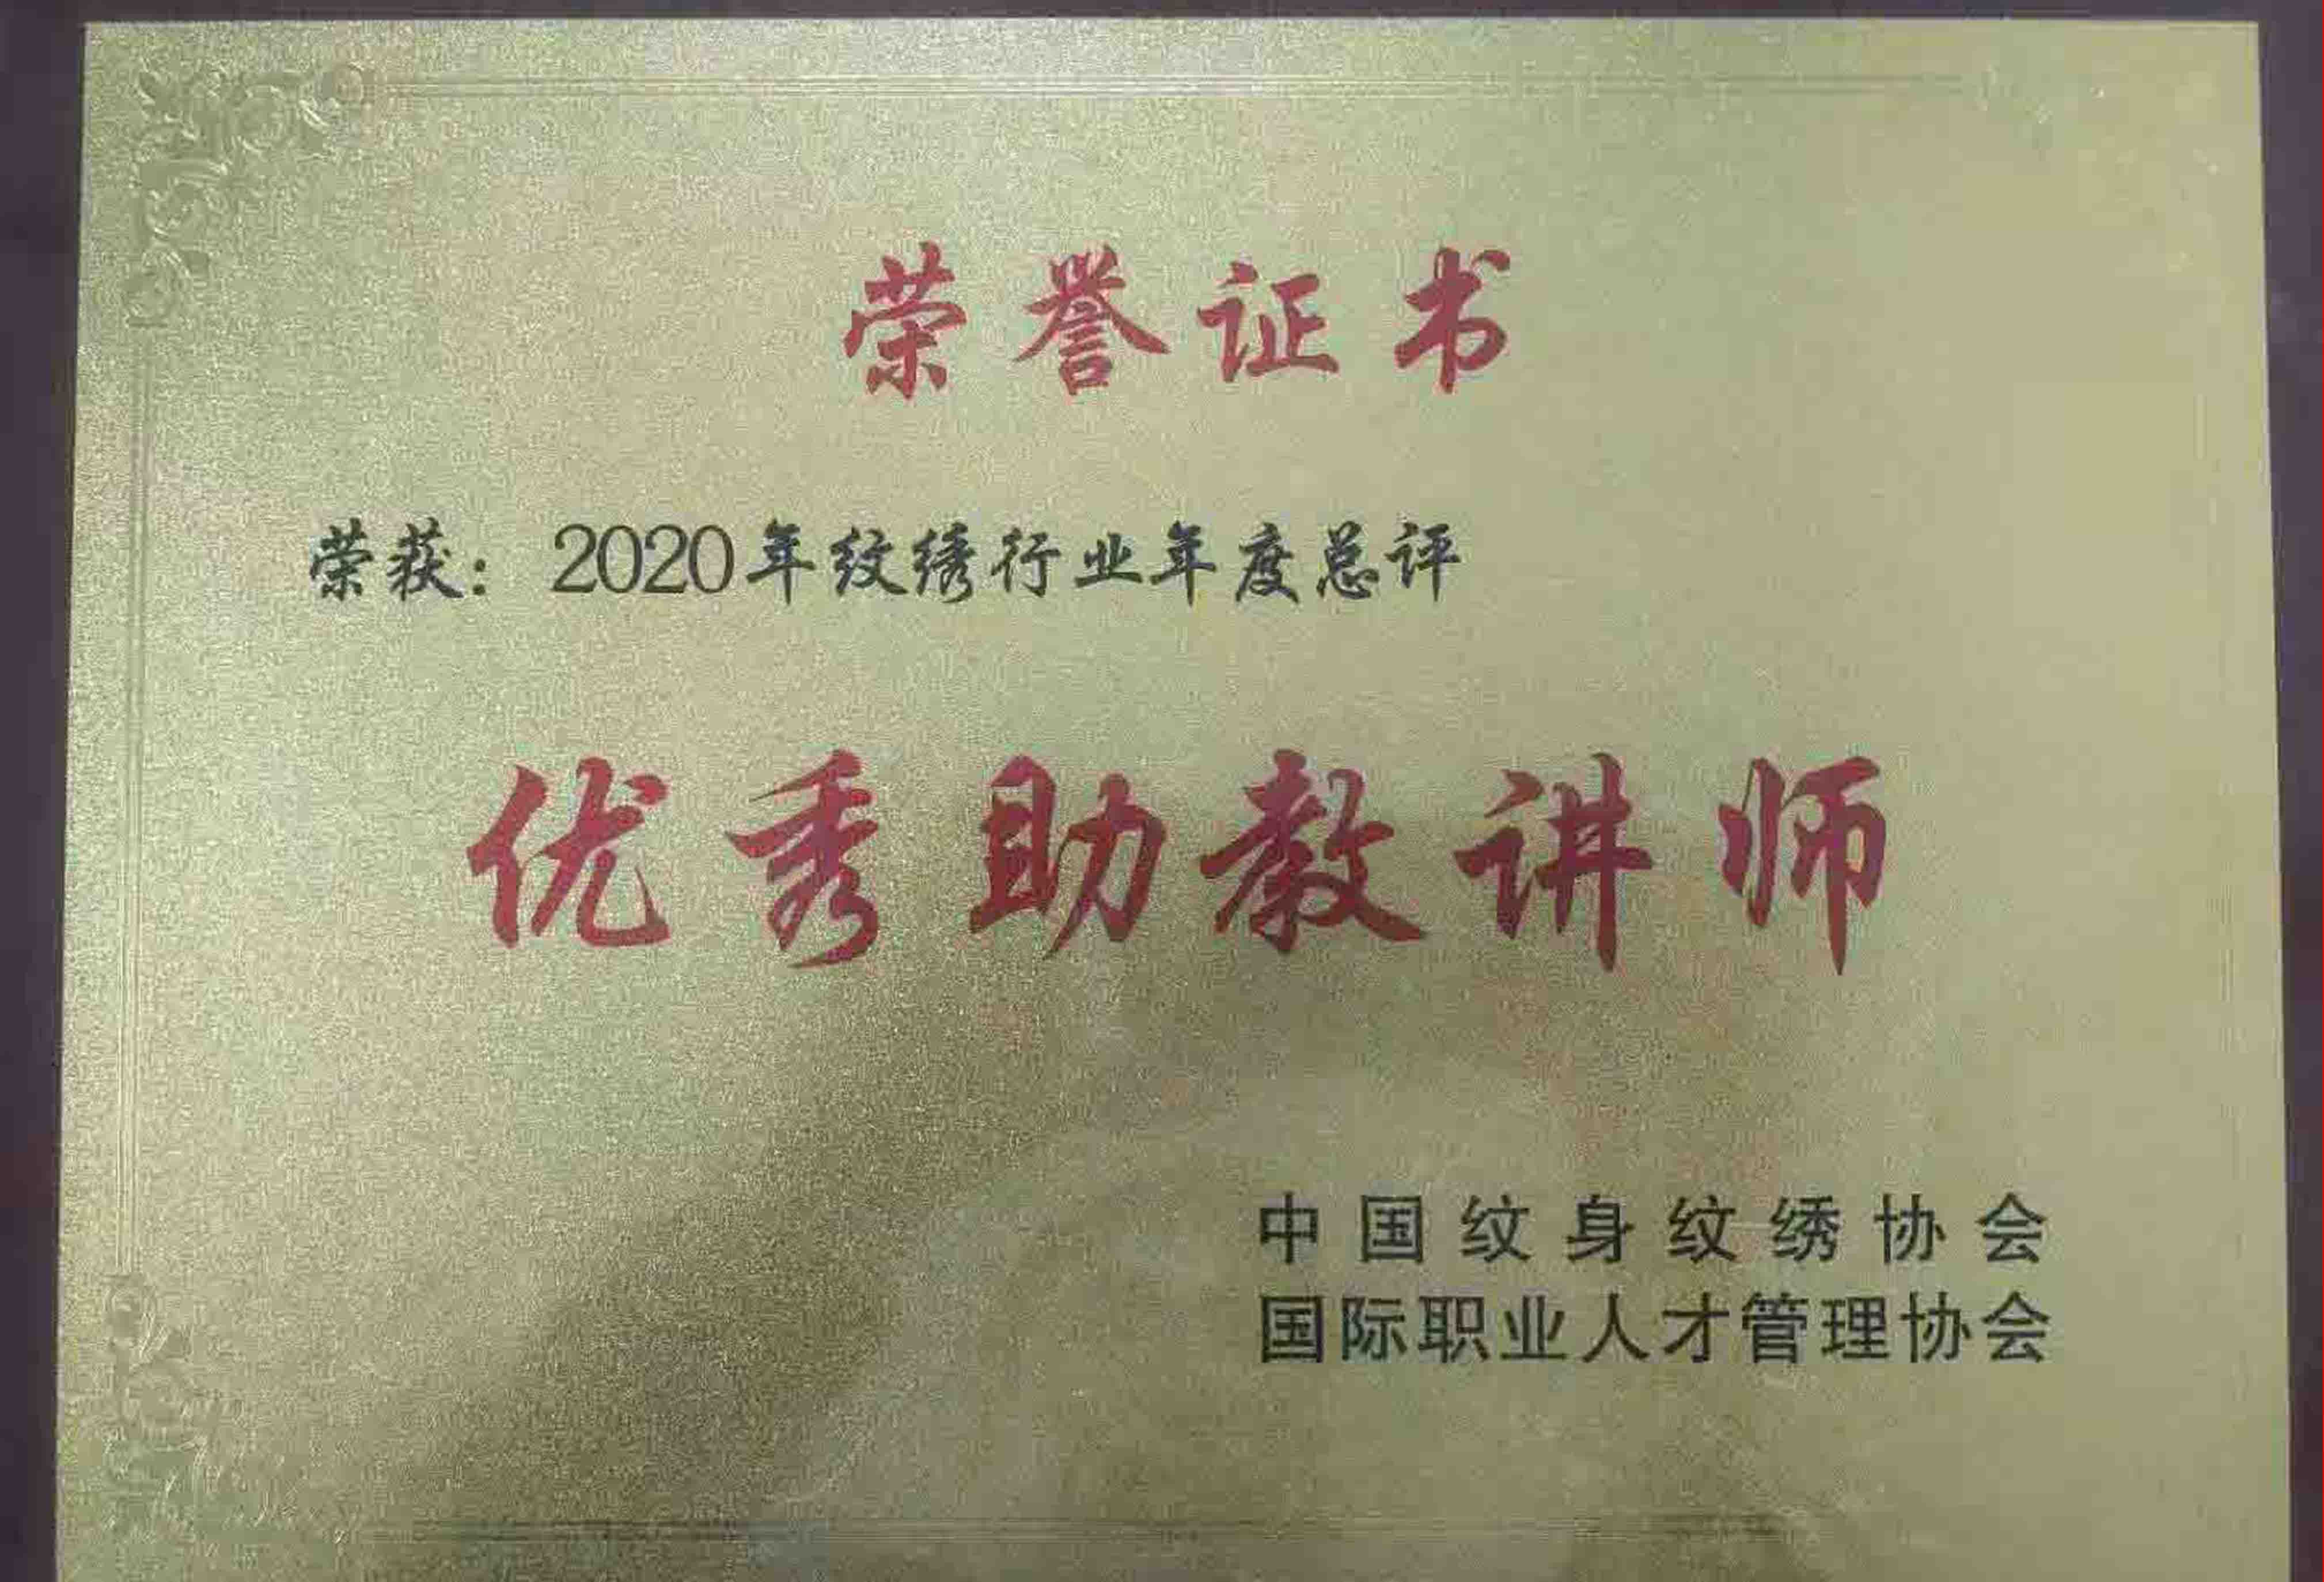 荣誉证书
荣获：2020年纹绣行业年度总评
优秀助教讲师
中国纹身纹绣协会
国际职业人才管理协会